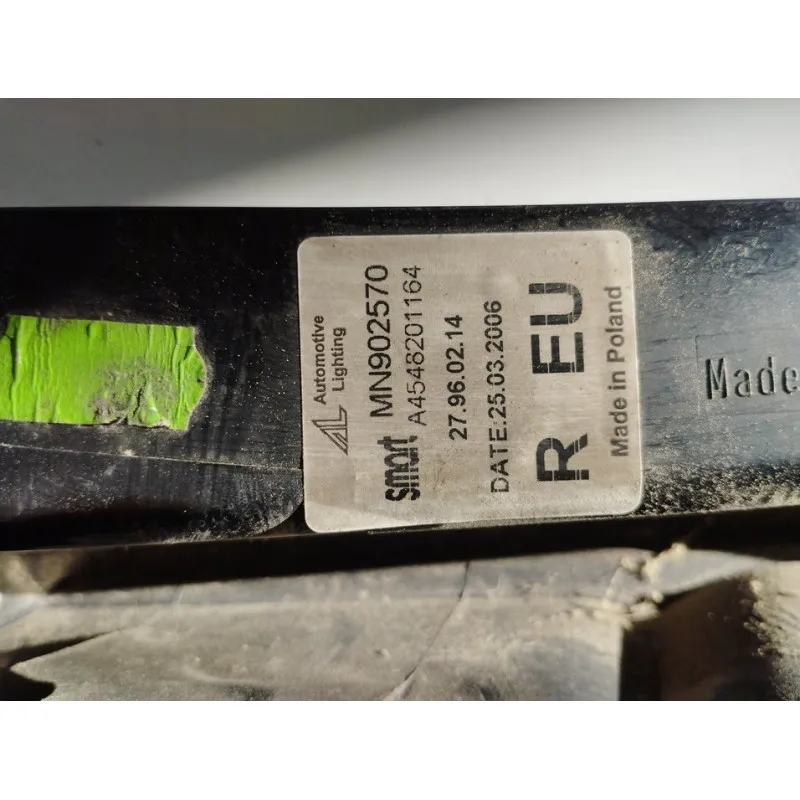 Automotive
Lighting
smart MN902570
A4548201164
27.96.02.14
DATE:25.03.2006
R EU
Made in Poland
Made